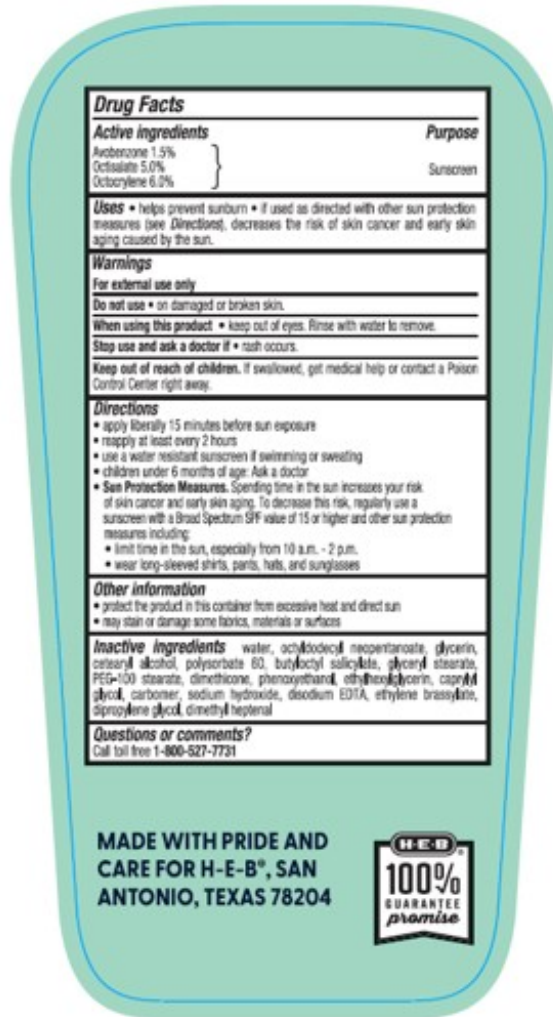 Drug Facts
Active ingredients Purpose
Avobenzone 1.5%
Octisalate 5.0%
Octocrylene 6.0%
Sunscreen
Uses • helps prevent sunburn • if used as directed with other sun protection
measures (see Directions), decreases the risk of skin cancer and early skin
aging caused by the sun.
Warnings
For external use only
Do not use • on damaged or broken skin.
When using this product • keep out of eyes. Rinse with water to remove.
Stop use and ask a doctor if • rash occurs.
Keep out of reach of children. If swallowed, get medical help or contact a Poison
Control Center right away.
Directions
• apply liberally 15 minutes before sun exposure
• reapply at least every 2 hours
• use a water resistant sunscreen if swimming or sweating
• children under 6 months of age: Ask a doctor
• Sun Protection Measures. Spending time in the sun increases your risk
of skin cancer and early skin aging. To decrease this risk, regularly use a
sunscreen with a Broad Spectrum SPF value of 15 or higher and other sun protection
measures including:
• limit time in the sun, especially from 10 a.m. - 2 p.m.
• wear long-sleeved shirts, pants, hats, and sunglasses
Other information
• protect the product in this container from excessive heat and direct sun
• may stain or damage some fabrics, materials or surfaces
Inactive ingredients water, octyldodecyl neopentanoate, glycerin,
cetearyl alcohol, polysorbate 60, butyloctyl salicylate, glyceryl stearate,
PEG-100 stearate, dimethicone, phenoxyethanol, ethylhexylglycerin, caprylyl
glycol, carbomer, sodium hydroxide, disodium EDTA, ethylene brassylate,
dipropylene glycol, dimethyl heptenal
Questions or comments?
Call toll free 1-800-527-7731
MADE WITH PRIDE AND
CARE FOR H-E-B®, SAN
ANTONIO, TEXAS 78204
H-E-B®
100%
GUARANTEE
promise